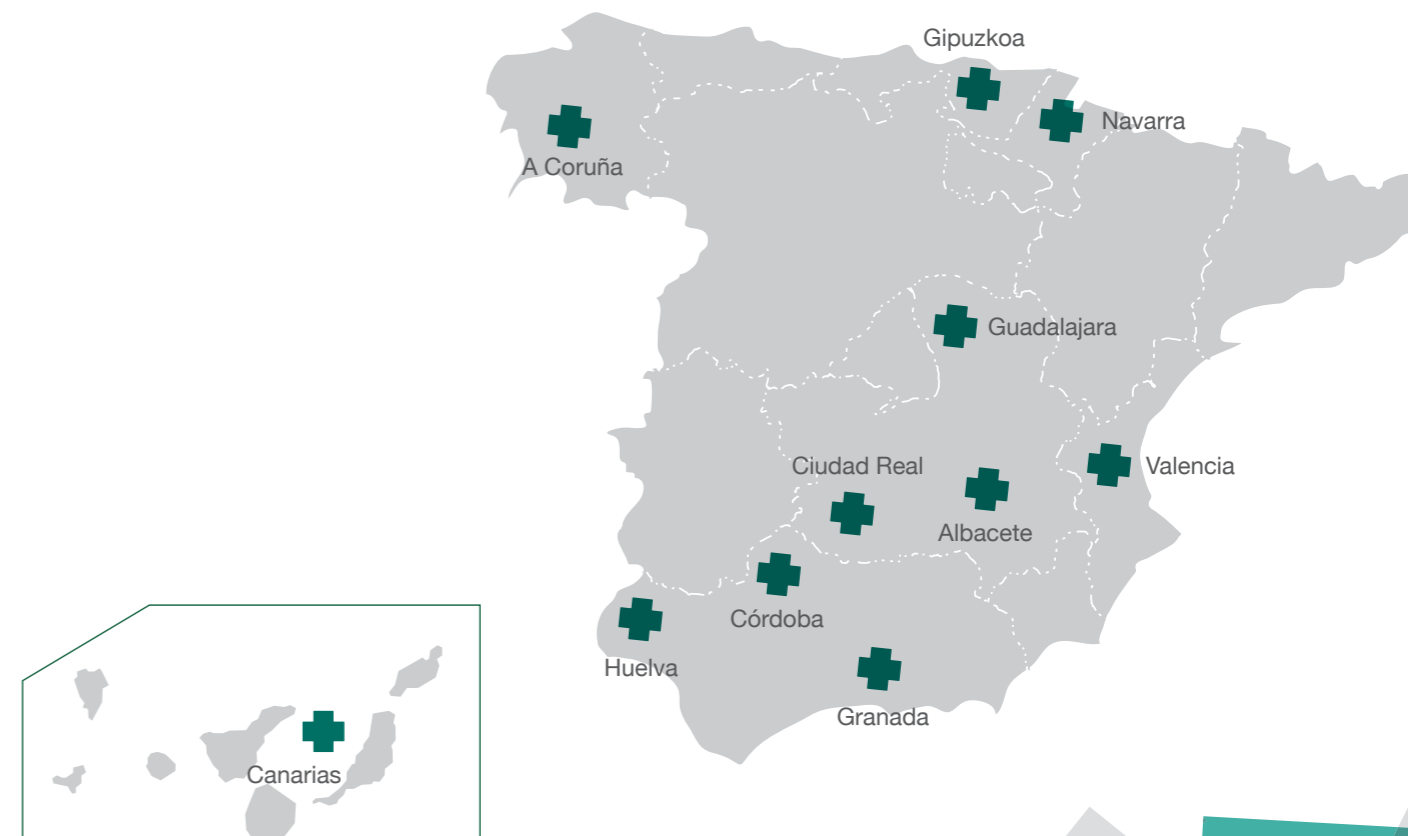 Gipuzkoa
Navarra
A Coruña
Guadalajara
Ciudad Real
Valencia
Albacete
Córdoba
Huelva
Granada
Canarias